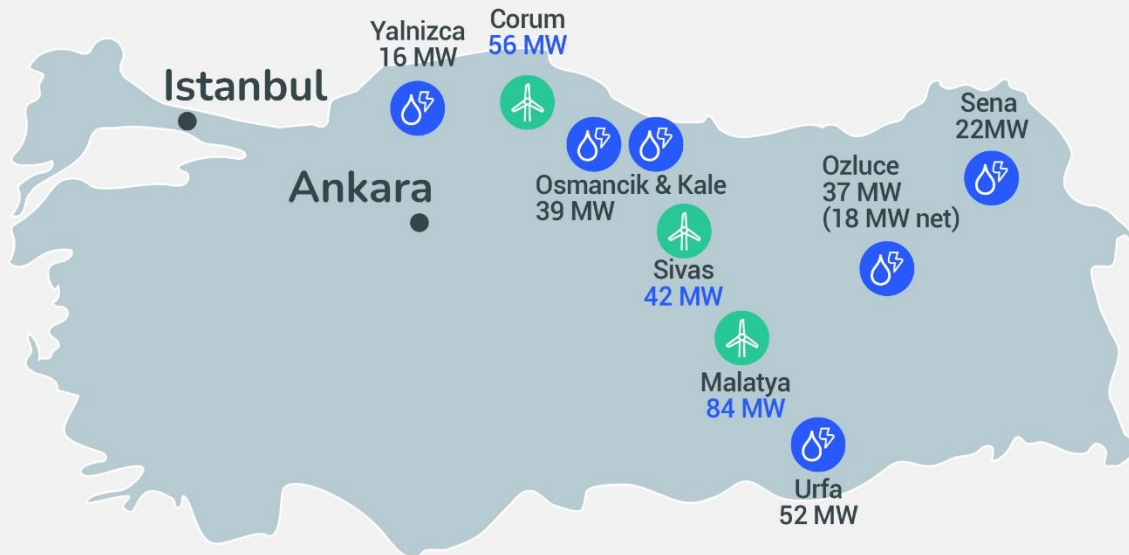 Yalnizca
16 MW
Corum
56 MW
Istanbul
Ankara
Osmancik & Kale
39 MW
Sivas
42 MW
Malatya
84 MW
Urfa
52 MW
Ozluce
37 MW
(18 MW net)
Sena
22MW